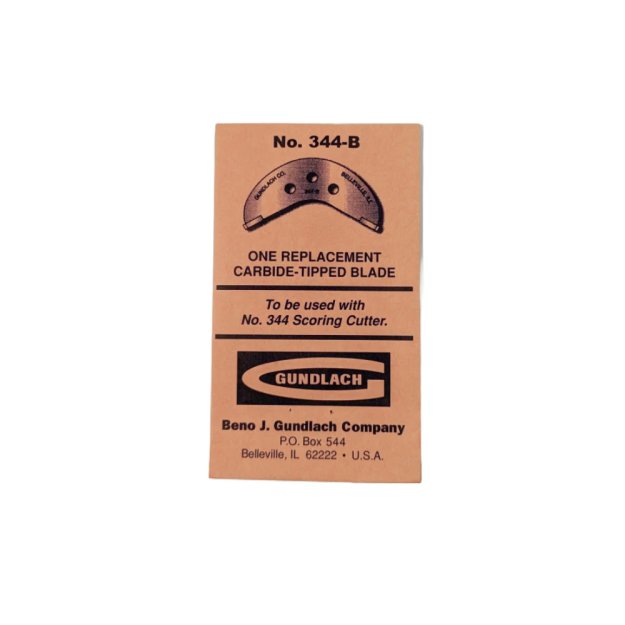 No. 344-B
GUNDLACH CO.
BELLEVILLE, ILL.
344-B
ONE REPLACEMENT
CARBIDE-TIPPED BLADE
To be used with
No. 344 Scoring Cutter.
GUNDLACH
Beno J. Gundlach Company
P.O. Box 544
Belleville, IL 62222 • U.S.A.